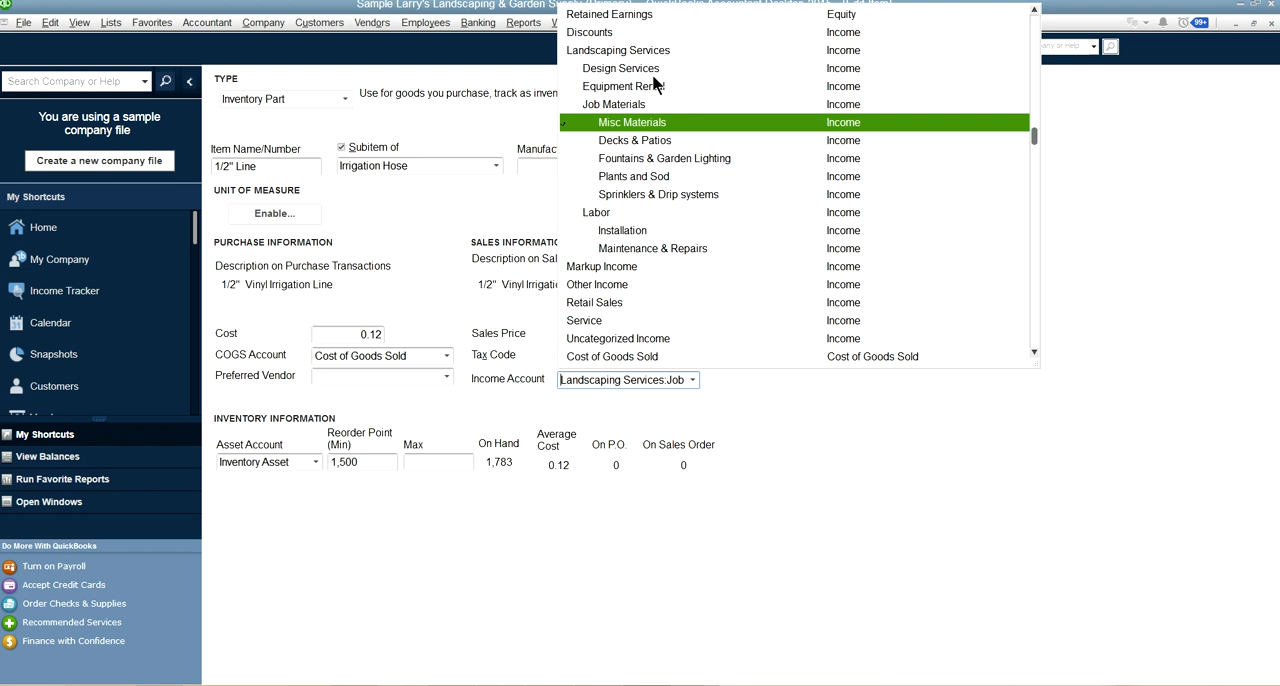 Sample Larry's Landscaping & Garden
File Edit View Lists Favorites Accountant Company Customers Vendors Employees Banking Reports
99+
Search Company or Help
You are using a sample
company file
Create a new company file
My Shortcuts
Home
My Company
Income Tracker
Calendar
Snapshots
Customers
My Shortcuts
View Balances
Run Favorite Reports
Open Windows
Do More With QuickBooks
Turn on Payroll
Accept Credit Cards
Order Checks & Supplies
Recommended Services
Finance with Confidence
TYPE
Inventory Part
Use for goods you purchase, track as inven
Item Name/Number
Subitem of
Manufac
1/2" Line
Irrigation Hose
UNIT OF MEASURE
Enable...
PURCHASE INFORMATION
SALES INFORMATIO
Description on Purchase Transactions
Description on Sal
1/2" Vinyl Irrigation Line
1/2" Vinyl Irrigati
Cost 0.12 Sales Price
COGS Account Cost of Goods Sold Tax Code
Preferred Vendor Income Account Landscaping Services:Job
Retained Earnings Equity
Discounts Income
Landscaping Services Income
Design Services Income
Equipment Ren Income
Job Materials Income
Misc Materials Income
Decks & Patios Income
Fountains & Garden Lighting Income
Plants and Sod Income
Sprinklers & Drip systems Income
Labor Income
Installation Income
Maintenance & Repairs Income
Markup Income Income
Other Income Income
Retail Sales Income
Service Income
Uncategorized Income Income
Cost of Goods Sold Cost of Goods Sold
INVENTORY INFORMATION
Asset Account
Reorder Point
(Min)
Max
On Hand
Average
Cost
On P.O.
On Sales Order
Inventory Asset 1,500 1,783 0.12 0 0